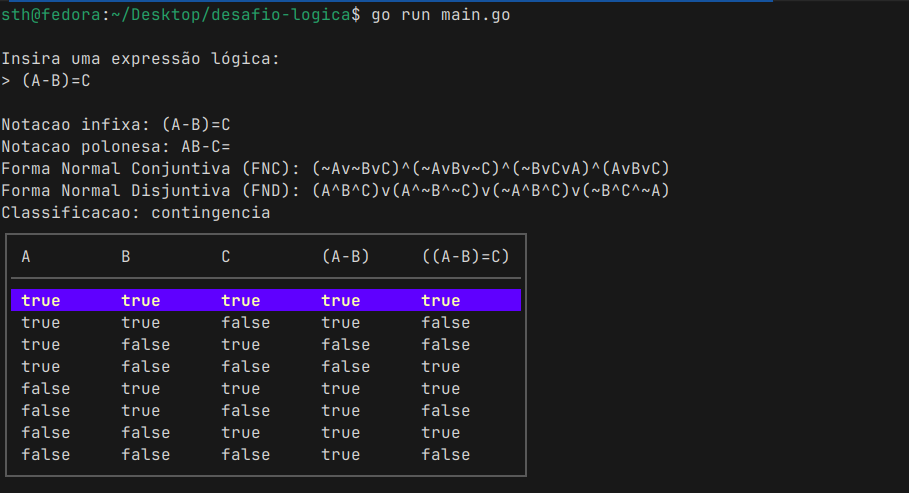 sth@fedora:~/Desktop/desafio-logica$ go run main.go
Insira uma expressão lógica:
> (A-B)=C
Notacao infixa: (A-B)=C
Notacao polonesa: AB-C=
Forma Normal Conjuntiva (FNC): (~Av~BvC)^(~AvBv~C)^(~BvCvA)^(AvBvC)
Forma Normal Disjuntiva (FND): (A^B^C)v(A^~B^~C)v(~A^B^C)v(~B^C^~A)
Classificacao: contingencia
A B C (A-B) ((A-B)=C)
true true true true true
true true false true false
true false true false false
true false false false true
false true true true true
false true false true false
false false true true true
false false false true false